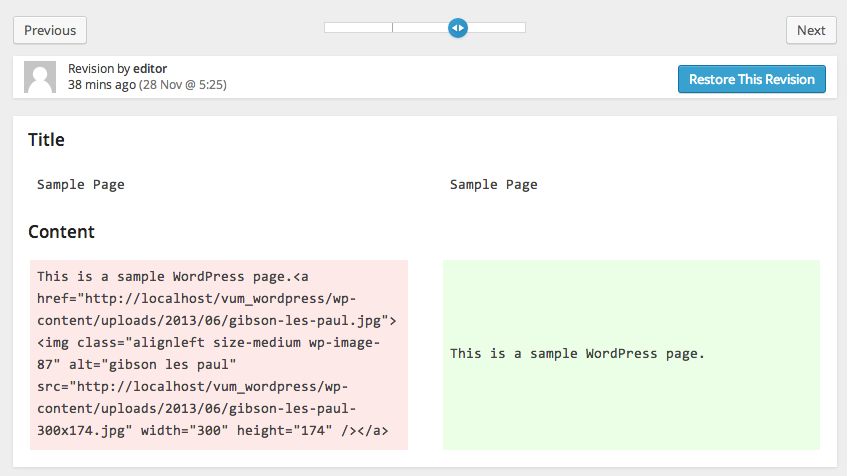 Previous
Next
Revision by editor
38 mins ago (28 Nov @ 5:25)
Restore This Revision
Title
Sample Page
Sample Page
Content
This is a sample WordPress page.<a
href="http://localhost/vum_wordpress/wp-
content/uploads/2013/06/gibson-les-paul.jpg">
<img class="alignleft size-medium wp-image-
87" alt="gibson les paul"
src="http://localhost/vum_wordpress/wp-
content/uploads/2013/06/gibson-les-paul-
300x174.jpg" width="300" height="174" /></a>
This is a sample WordPress page.